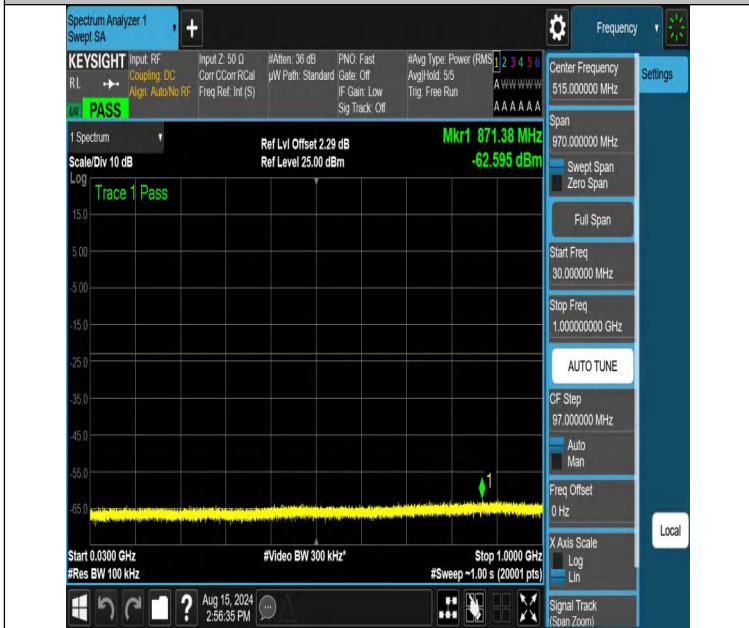 Spectrum Analyzer 1
Swept SA
+
Frequency
KEYSIGHT
RL
PASS
Input: RF
Coupling: DC
Align: Auto/No RF
Input Z: 50 Ω
Corr CCorr RCal
Freq Ref: Int (S)
#Atten: 36 dB
µW Path: Standard
PNO: Fast
Gate: Off
IF Gain: Low
Sig Track: Off
#Avg Type: Power (RMS
Avg|Hold: 5/5
Trig: Free Run
1 2 3 4 5 6
A W W W W W
A A A A A A
1 Spectrum
Scale/Div 10 dB
Ref Lvl Offset 2.29 dB
Ref Level 25.00 dBm
Mkr1 871.38 MHz
-62.595 dBm
Log
Trace 1 Pass
15.0
5.00
-5.00
-15.0
-25.0
-35.0
-45.0
-55.0
-65.0
1
Start 0.0300 GHz
#Res BW 100 kHz
#Video BW 300 kHz*
Stop 1.0000 GHz
#Sweep ~1.00 s (20001 pts)
?
Aug 15, 2024
2:56:35 PM
Center Frequency
515.000000 MHz
Settings
Span
970.000000 MHz
Swept Span
Zero Span
Full Span
Start Freq
30.000000 MHz
Stop Freq
1.000000000 GHz
AUTO TUNE
CF Step
97.000000 MHz
Auto
Man
Freq Offset
0 Hz
Local
X Axis Scale
Log
Lin
Signal Track
(Span Zoom)